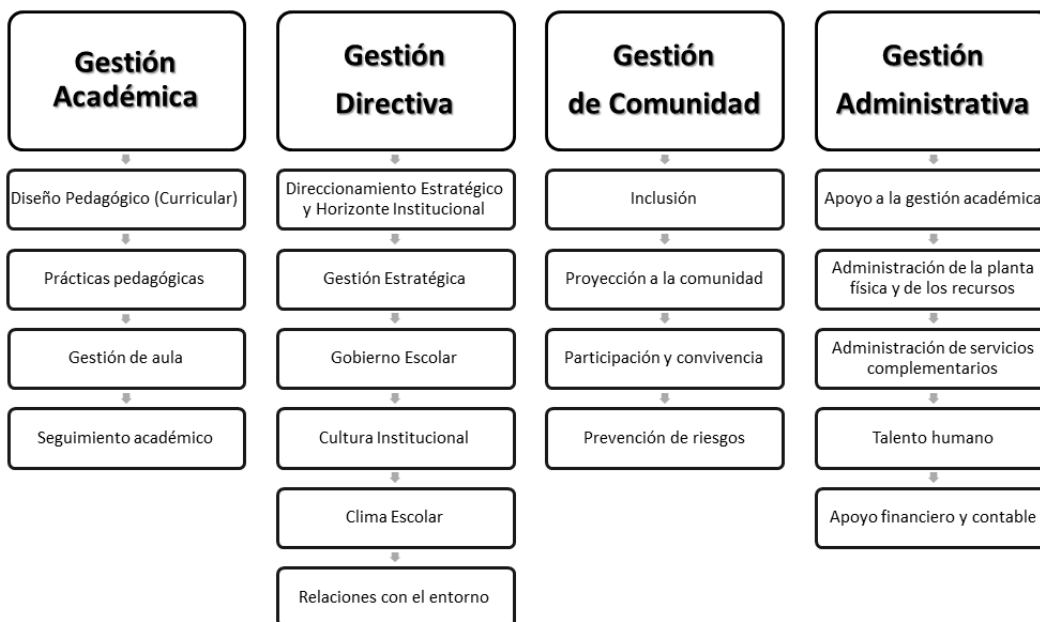 Gestión
Académica
Diseño Pedagógico (Curricular)
Prácticas pedagógicas
Gestión de aula
Seguimiento académico
Gestión
Directiva
Direccionamiento Estratégico
y Horizonte Institucional
Gestión Estratégica
Gobierno Escolar
Cultura Institucional
Clima Escolar
Relaciones con el entorno
Gestión
de Comunidad
Inclusión
Proyección a la comunidad
Participación y convivencia
Prevención de riesgos
Gestión
Administrativa
Apoyo a la gestión académica
Administración de la planta
física y de los recursos
Administración de servicios
complementarios
Talento humano
Apoyo financiero y contable